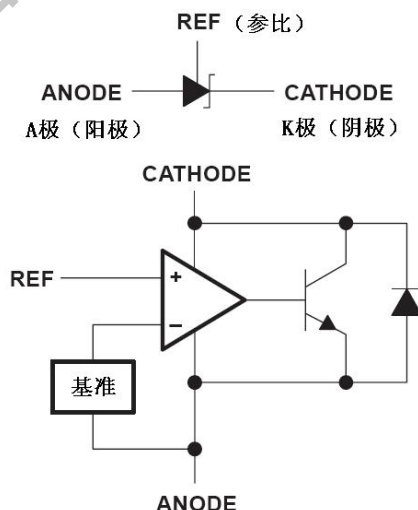 REF（参比）
ANODE CATHODE
A极（阳极） K极（阴极）
CATHODE
REF
+
−
基准
ANODE